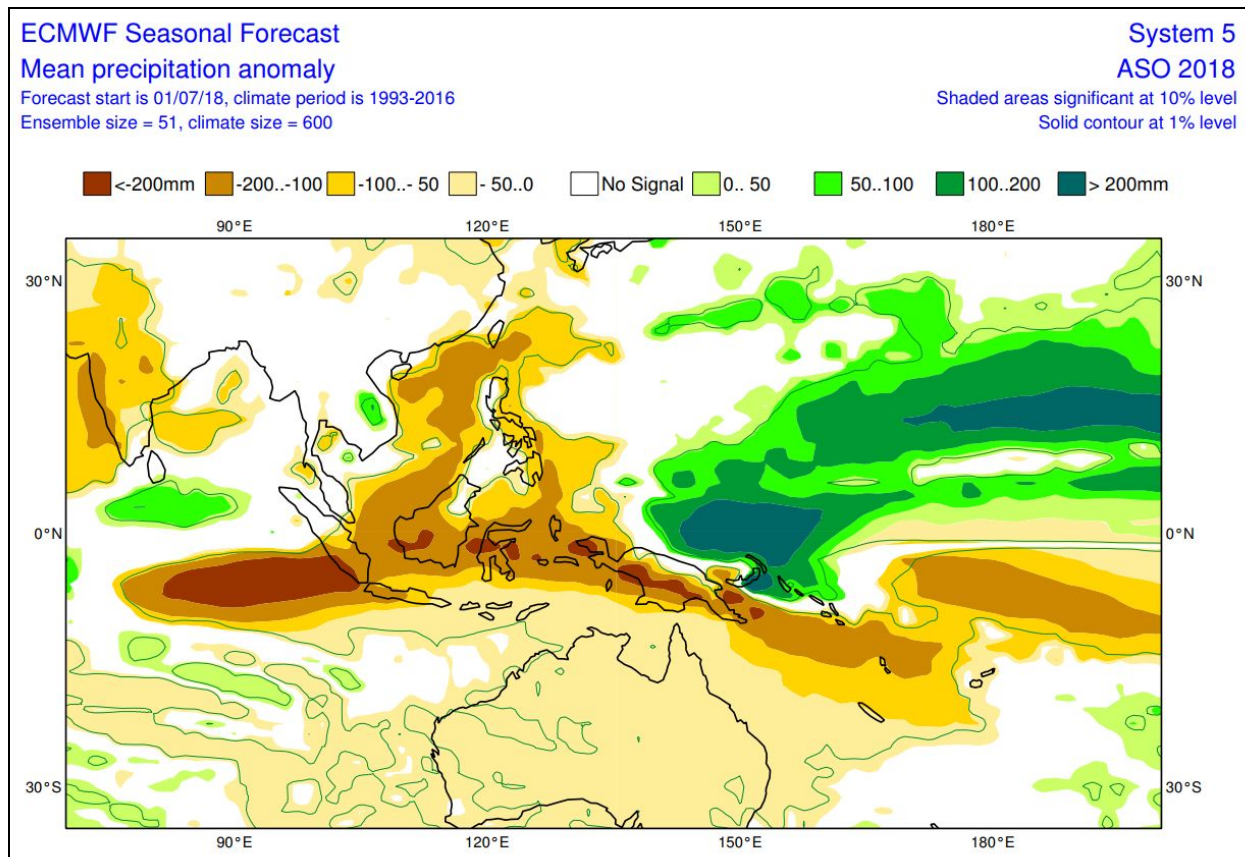 ECMWF Seasonal Forecast
System 5
Mean precipitation anomaly
ASO 2018
Forecast start is 01/07/18, climate period is 1993-2016
Shaded areas significant at 10% level
Ensemble size = 51, climate size = 600
Solid contour at 1% level
<-200mm -200..-100 -100..- 50 - 50..0 No Signal 0.. 50 50..100 100..200 > 200mm
90°E 120°E 150°E 180°E
30°N 30°N
0°N 0°N
30°S 30°S
90°E 120°E 150°E 180°E